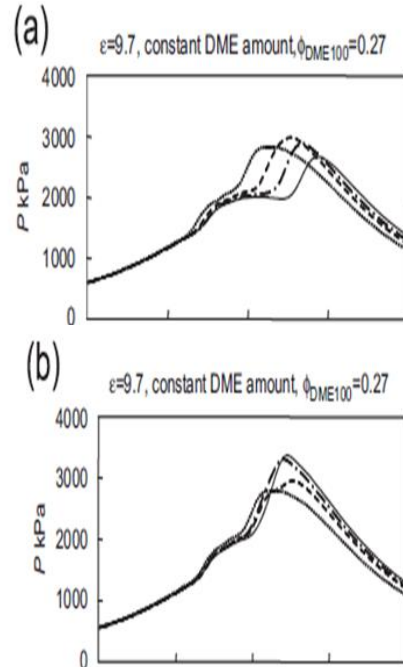 (a)
ε=9.7, constant DME amount,ϕDME100=0.27
4000
3000
2000
1000
0
P kPa
(b)
ε=9.7, constant DME amount, ϕDME100=0.27
4000
3000
2000
1000
0
P kPa